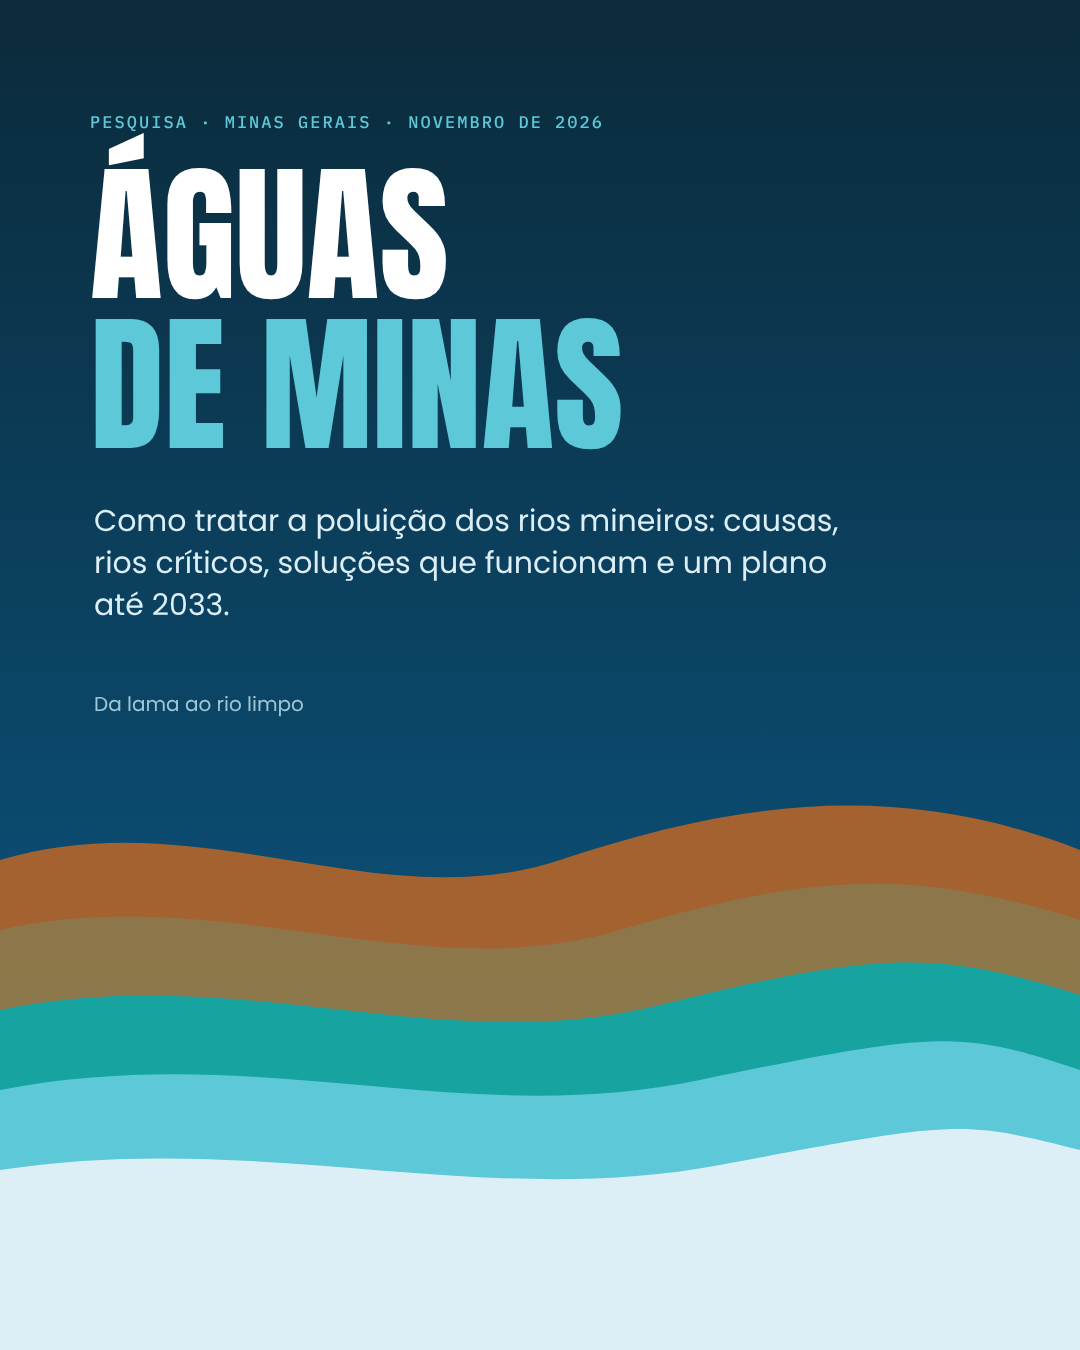 PESQUISA · MINAS GERAIS · NOVEMBRO DE 2026
ÁGUAS
DE MINAS
Como tratar a poluição dos rios mineiros: causas,
rios críticos, soluções que funcionam e um plano
até 2033.
Da lama ao rio limpo